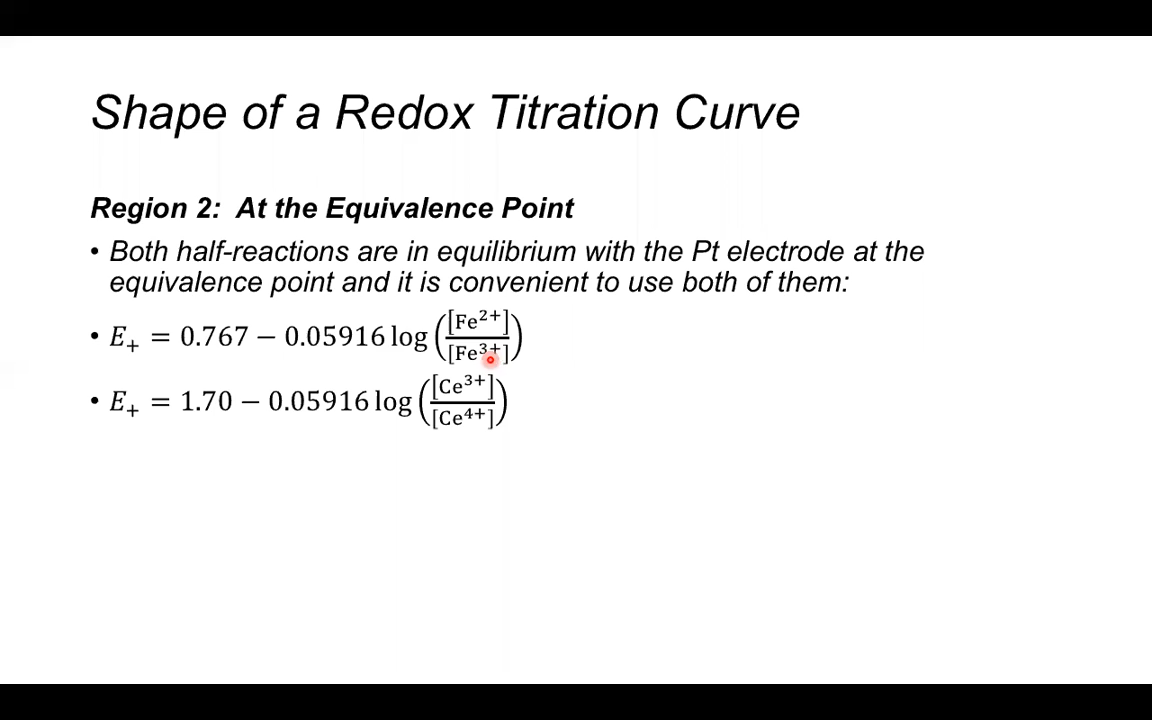 Shape of a Redox Titration Curve
Region 2: At the Equivalence Point
• Both half-reactions are in equilibrium with the Pt electrode at the
equivalence point and it is convenient to use both of them:
• E₊ = 0.767 − 0.05916 log([Fe²⁺]/[Fe³⁺])
• E₊ = 1.70 − 0.05916 log([Ce³⁺]/[Ce⁴⁺])